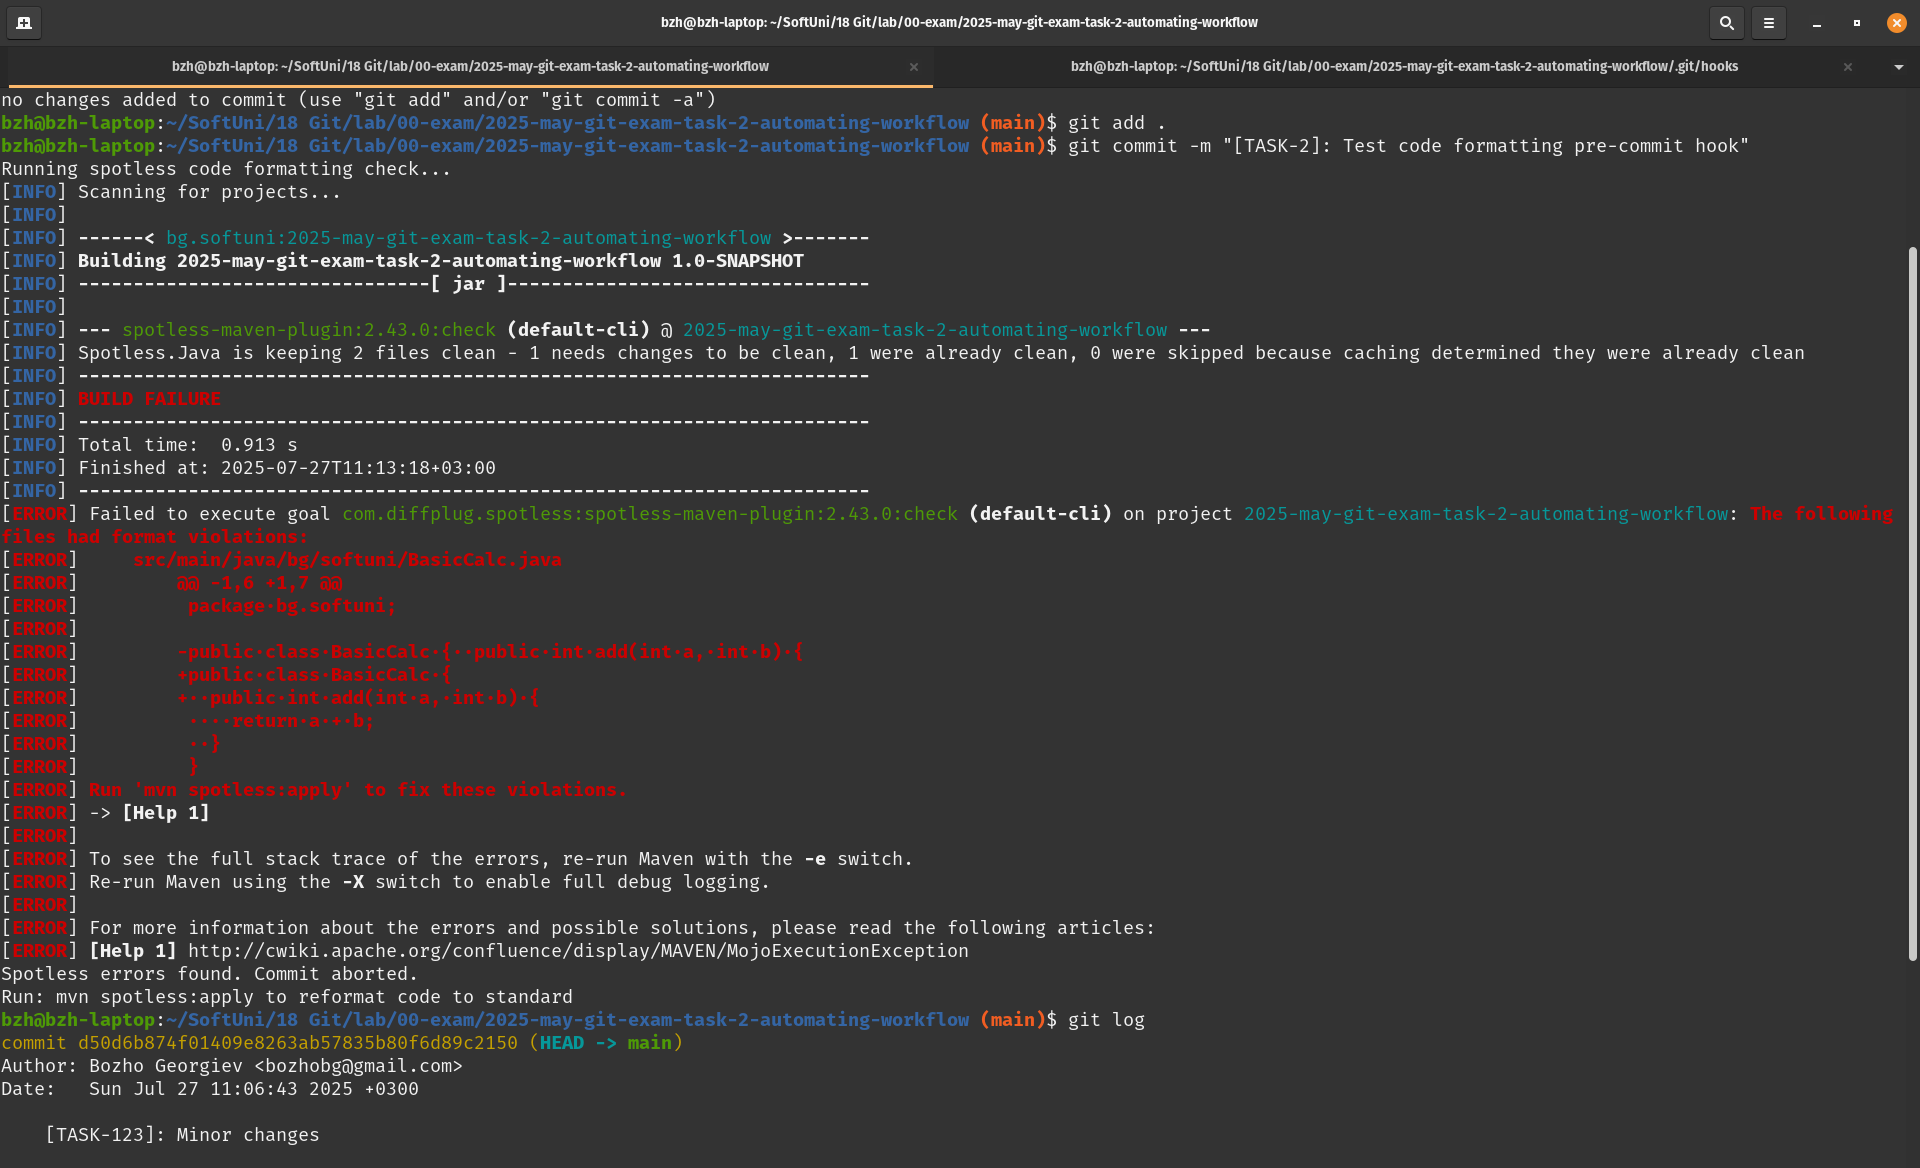 bzh@bzh-laptop: ~/SoftUni/18 Git/lab/00-exam/2025-may-git-exam-task-2-automating-workflow
bzh@bzh-laptop: ~/SoftUni/18 Git/lab/00-exam/2025-may-git-exam-task-2-automating-workflow
bzh@bzh-laptop: ~/SoftUni/18 Git/lab/00-exam/2025-may-git-exam-task-2-automating-workflow/.git/hooks
no changes added to commit (use "git add" and/or "git commit -a")
bzh@bzh-laptop:~/SoftUni/18 Git/lab/00-exam/2025-may-git-exam-task-2-automating-workflow (main)$ git add .
bzh@bzh-laptop:~/SoftUni/18 Git/lab/00-exam/2025-may-git-exam-task-2-automating-workflow (main)$ git commit -m "[TASK-2]: Test code formatting pre-commit hook"
Running spotless code formatting check...
[INFO] Scanning for projects...
[INFO]
[INFO] ------< bg.softuni:2025-may-git-exam-task-2-automating-workflow >-------
[INFO] Building 2025-may-git-exam-task-2-automating-workflow 1.0-SNAPSHOT
[INFO] --------------------------------[ jar ]---------------------------------
[INFO]
[INFO] --- spotless-maven-plugin:2.43.0:check (default-cli) @ 2025-may-git-exam-task-2-automating-workflow ---
[INFO] Spotless.Java is keeping 2 files clean - 1 needs changes to be clean, 1 were already clean, 0 were skipped because caching determined they were already clean
[INFO] ------------------------------------------------------------------------
[INFO] BUILD FAILURE
[INFO] ------------------------------------------------------------------------
[INFO] Total time:  0.913 s
[INFO] Finished at: 2025-07-27T11:13:18+03:00
[INFO] ------------------------------------------------------------------------
[ERROR] Failed to execute goal com.diffplug.spotless:spotless-maven-plugin:2.43.0:check (default-cli) on project 2025-may-git-exam-task-2-automating-workflow: The following
files had format violations:
[ERROR]     src/main/java/bg/softuni/BasicCalc.java
[ERROR]         @@ -1,6 +1,7 @@
[ERROR]          package·bg.softuni;
[ERROR]
[ERROR]         -public·class·BasicCalc·{··public·int·add(int·a,·int·b)·{
[ERROR]         +public·class·BasicCalc·{
[ERROR]         +··public·int·add(int·a,·int·b)·{
[ERROR]          ····return·a·+·b;
[ERROR]          ··}
[ERROR]          }
[ERROR] Run 'mvn spotless:apply' to fix these violations.
[ERROR] -> [Help 1]
[ERROR]
[ERROR] To see the full stack trace of the errors, re-run Maven with the -e switch.
[ERROR] Re-run Maven using the -X switch to enable full debug logging.
[ERROR]
[ERROR] For more information about the errors and possible solutions, please read the following articles:
[ERROR] [Help 1] http://cwiki.apache.org/confluence/display/MAVEN/MojoExecutionException
Spotless errors found. Commit aborted.
Run: mvn spotless:apply to reformat code to standard
bzh@bzh-laptop:~/SoftUni/18 Git/lab/00-exam/2025-may-git-exam-task-2-automating-workflow (main)$ git log
commit d50d6b874f01409e8263ab57835b80f6d89c2150 (HEAD -> main)
Author: Bozho Georgiev <bozhobg@gmail.com>
Date:   Sun Jul 27 11:06:43 2025 +0300
    [TASK-123]: Minor changes